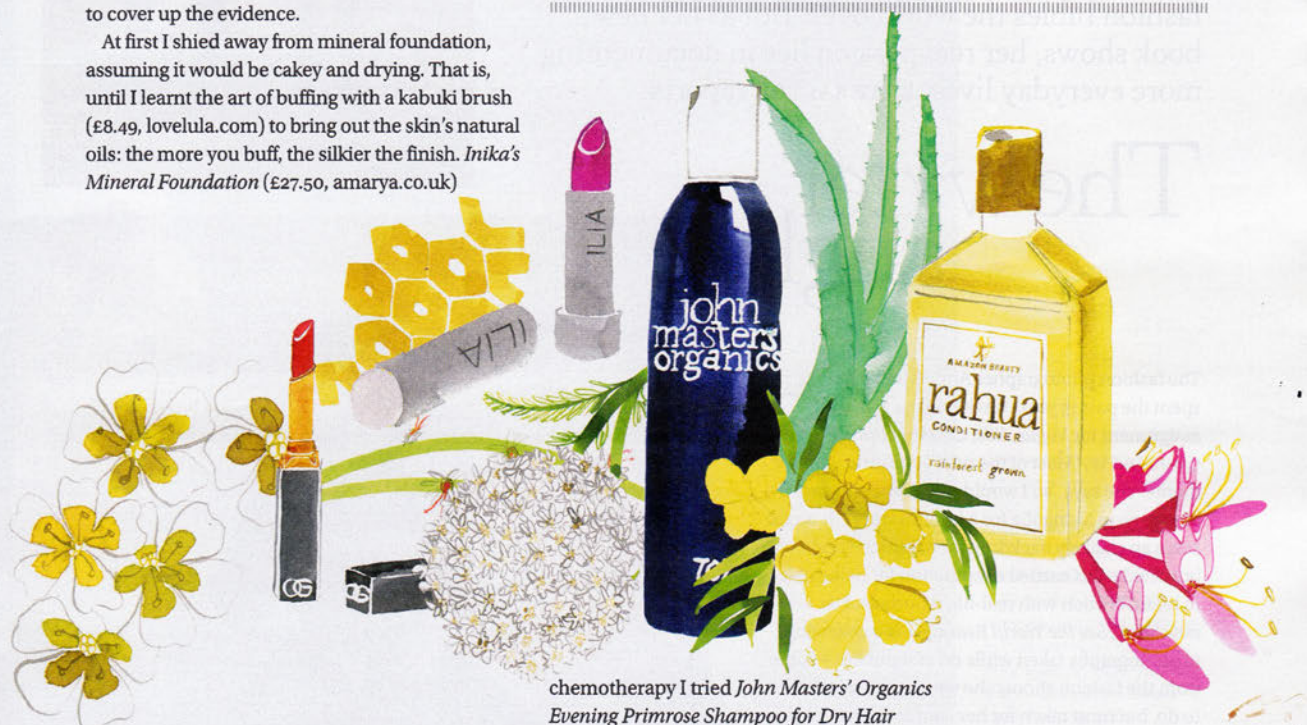 to cover up the evidence.
At first I shied away from mineral foundation,
assuming it would be cakey and drying. That is,
until I learnt the art of buffing with a kabuki brush
(£8.49, lovelula.com) to bring out the skin's natural
oils: the more you buff, the silkier the finish. Inika's
Mineral Foundation (£27.50, amarya.co.uk)
ILIA
ILIA
john
masters
organics
AMAZON BEAUTY
rahua
CONDITIONER
rainforest grown
chemotherapy I tried John Masters' Organics
Evening Primrose Shampoo for Dry Hair